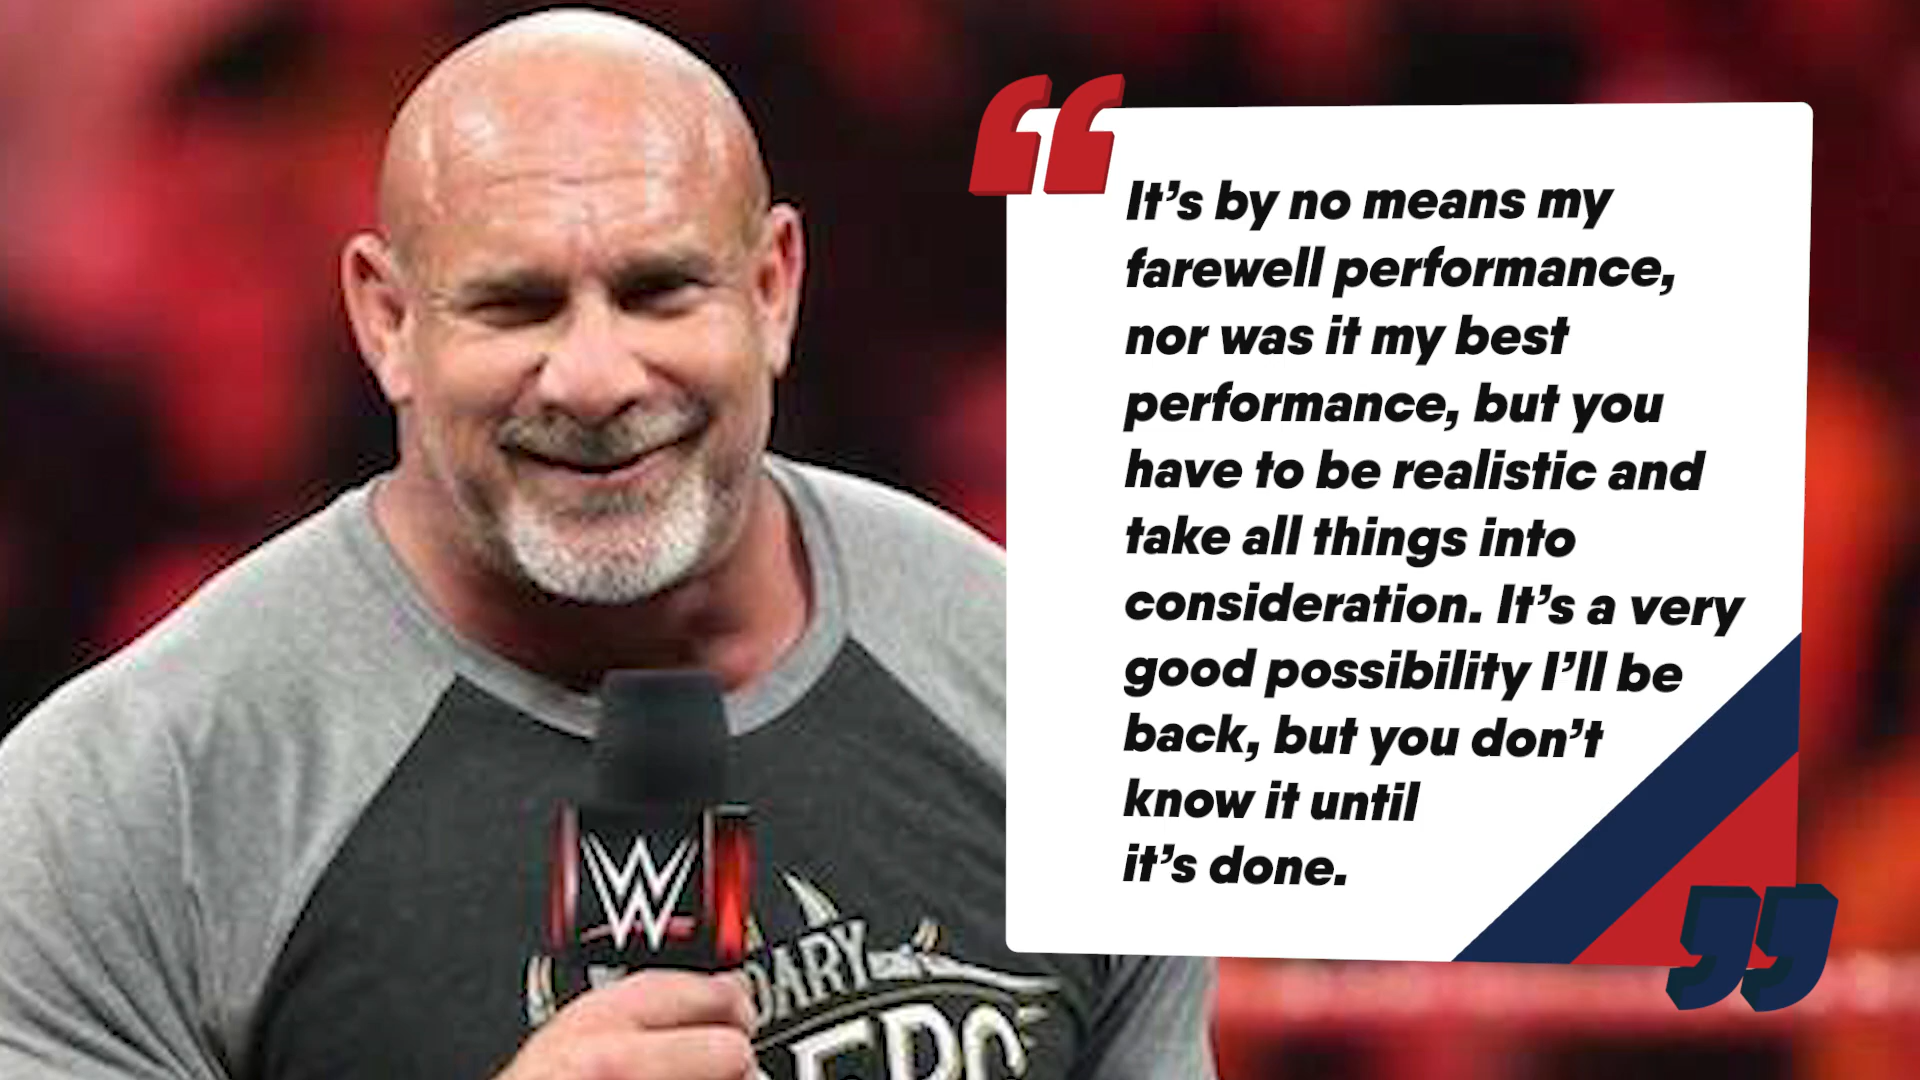 It’s by no means my
farewell performance,
nor was it my best
performance, but you
have to be realistic and
take all things into
consideration. It’s a very
good possibility I’ll be
back, but you don’t
know it until
it’s done.
W